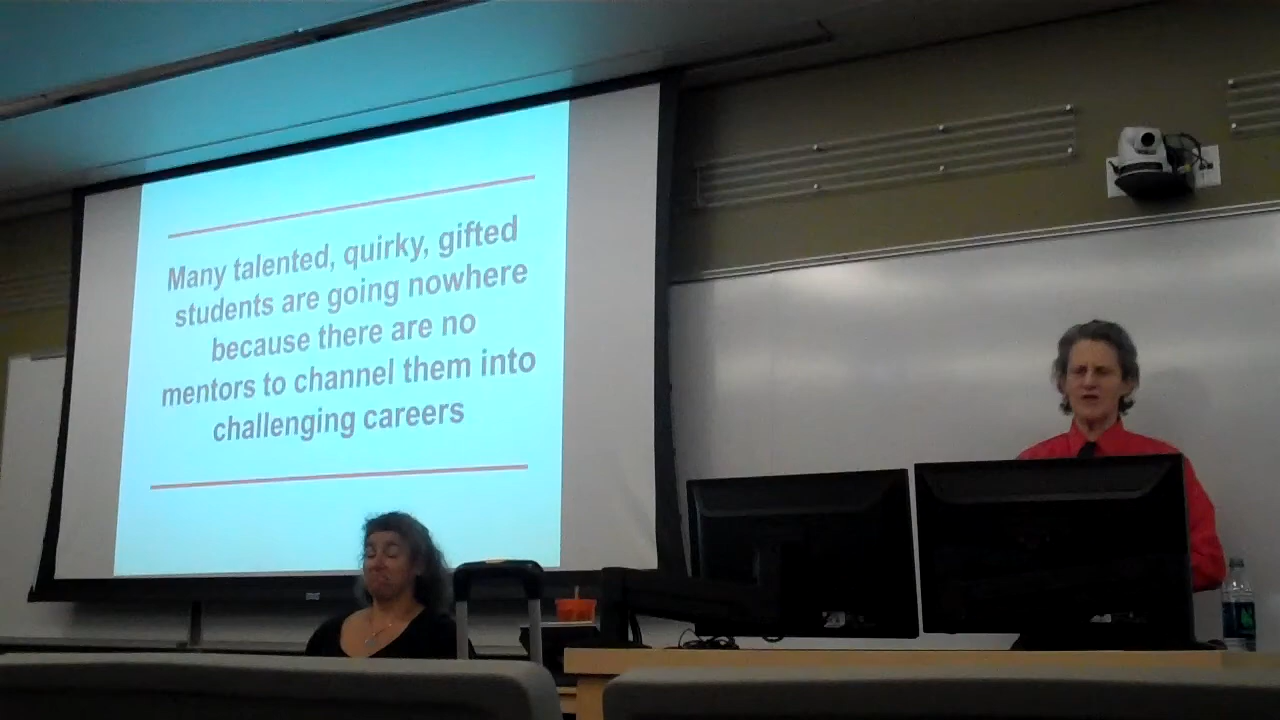 Many talented, quirky, gifted
students are going nowhere
because there are no
mentors to channel them into
challenging careers